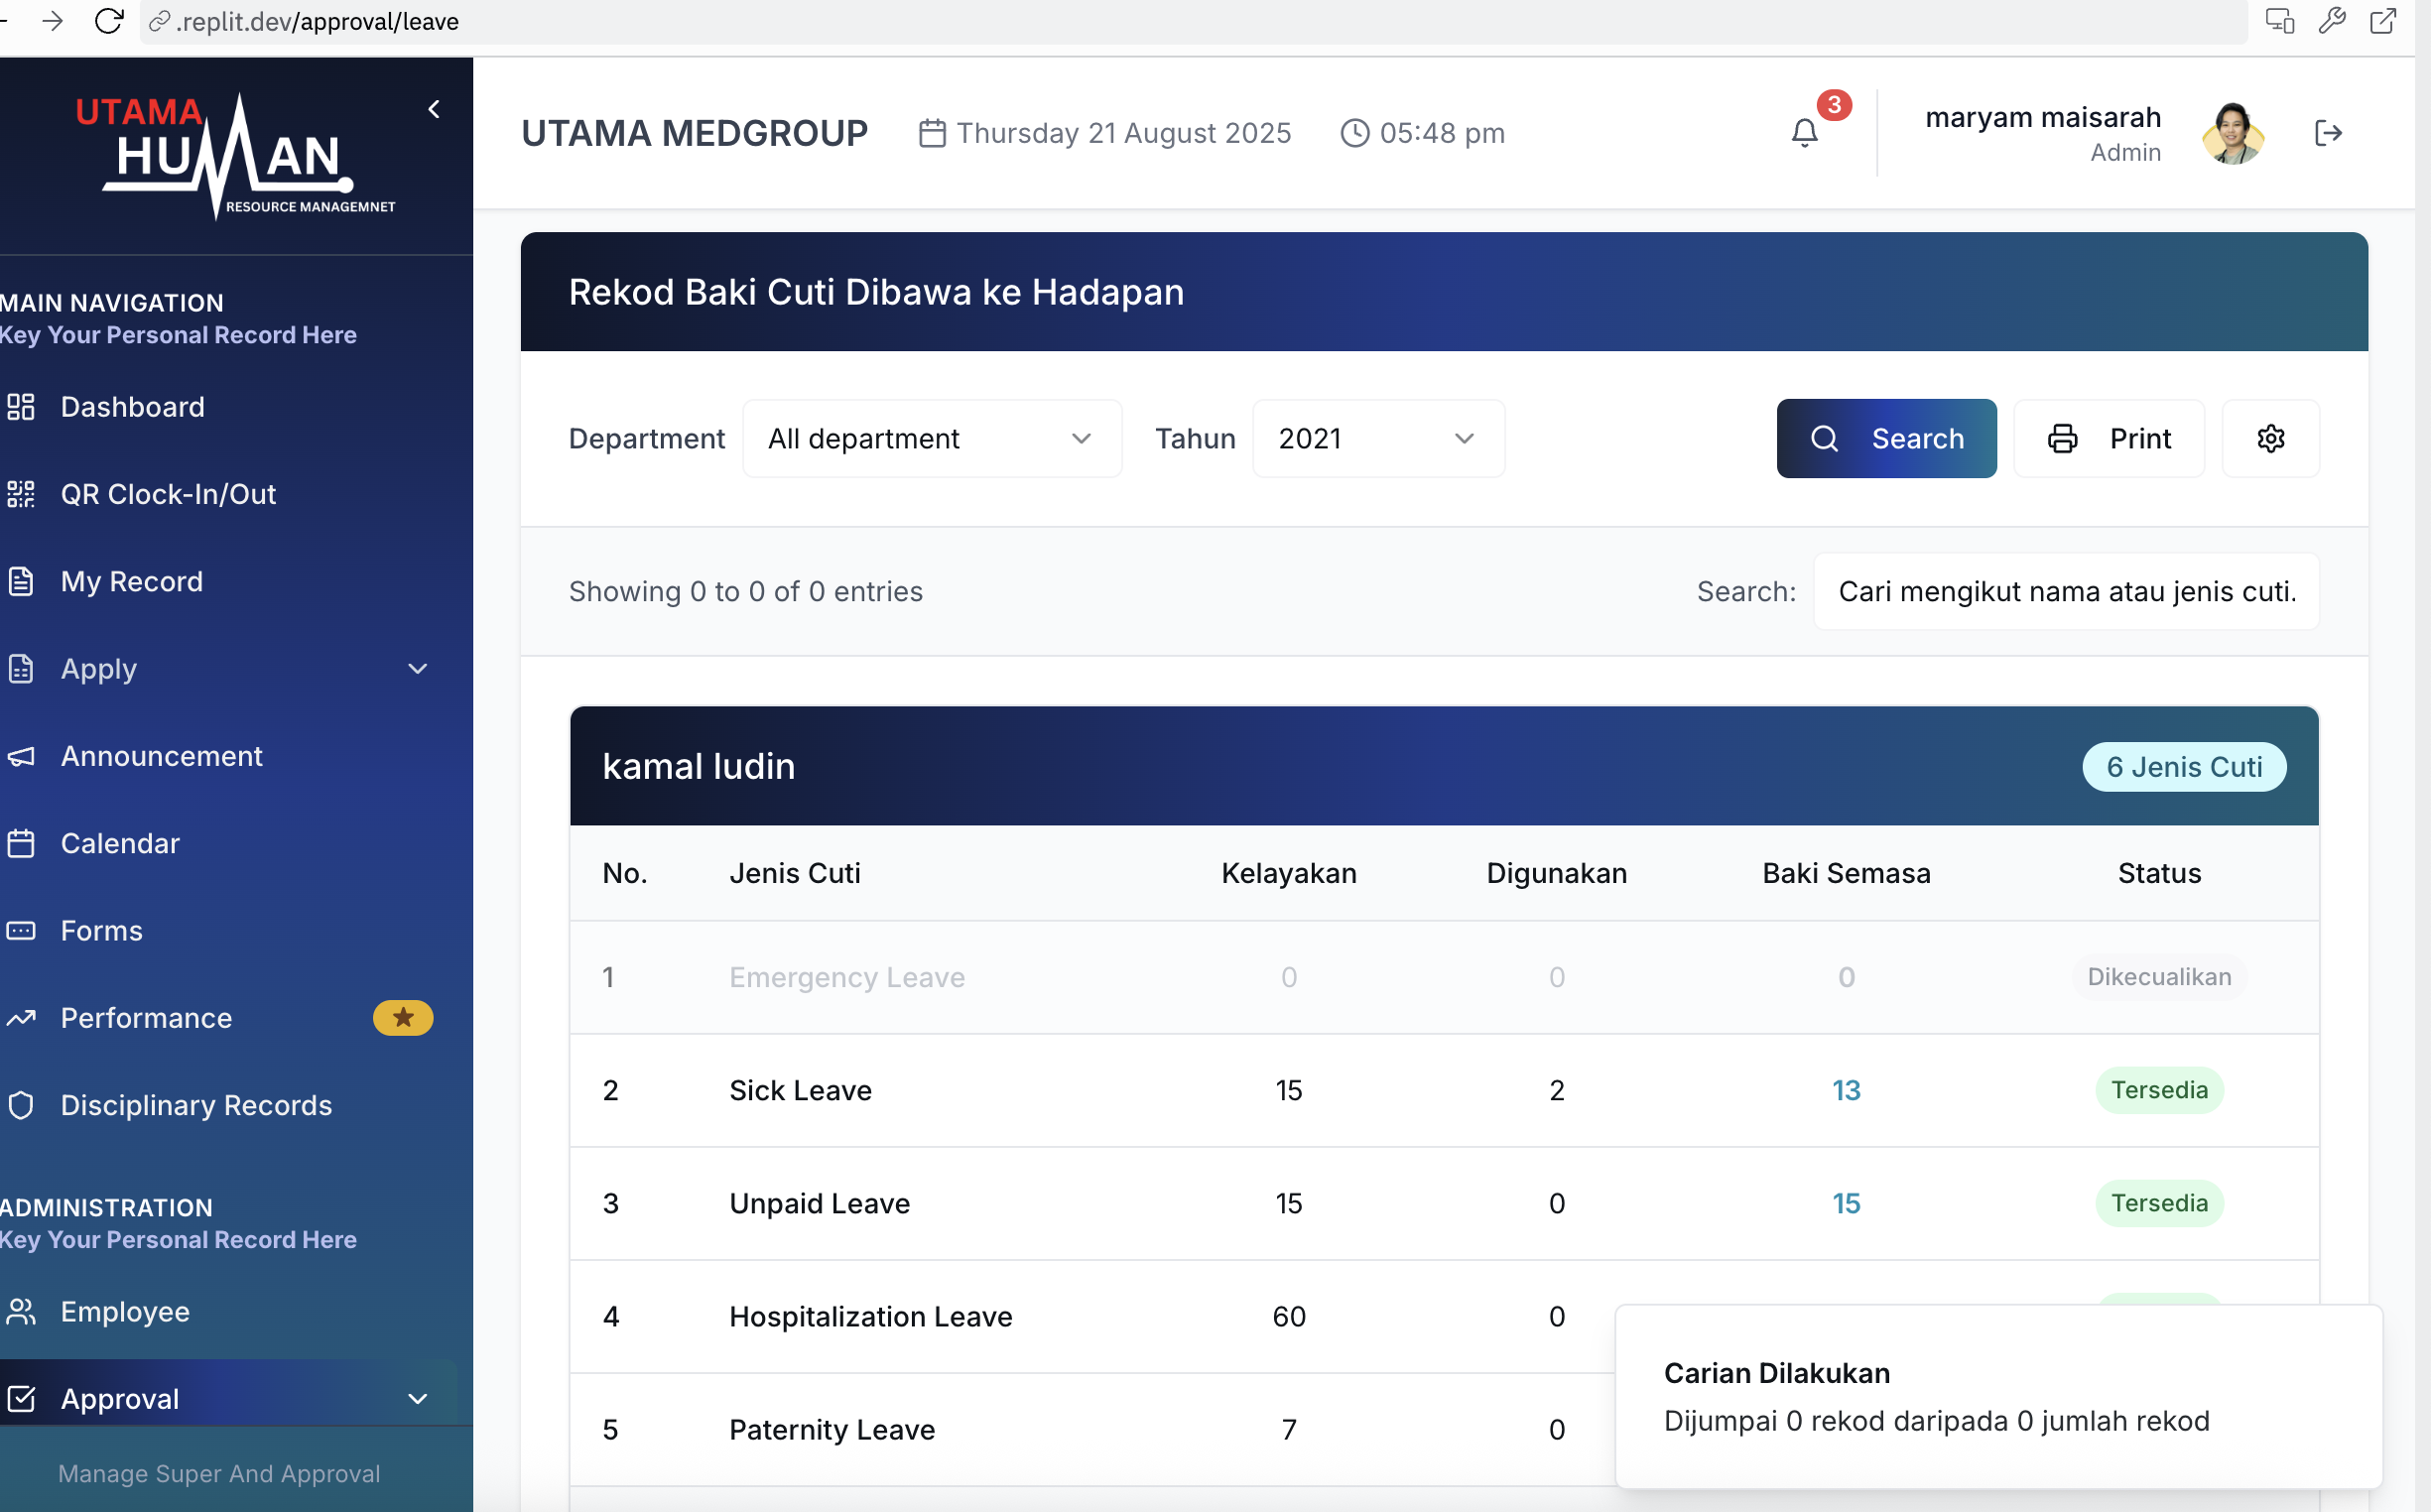 .replit.dev/approval/leave
UTAMA
HUMAN
RESOURCE MANAGEMNET
UTAMA MEDGROUP
Thursday 21 August 2025
05:48 pm
3
maryam maisarah
Admin
MAIN NAVIGATION
Key Your Personal Record Here
Dashboard
QR Clock-In/Out
My Record
Apply
Announcement
Calendar
Forms
Performance
Disciplinary Records
ADMINISTRATION
Key Your Personal Record Here
Employee
Approval
Manage Super And Approval
Rekod Baki Cuti Dibawa ke Hadapan
Department All department Tahun 2021 Search Print
Showing 0 to 0 of 0 entries Search: Cari mengikut nama atau jenis cuti.
kamal ludin 6 Jenis Cuti
No. Jenis Cuti Kelayakan Digunakan Baki Semasa Status
1 Emergency Leave 0 0 0 Dikecualikan
2 Sick Leave 15 2 13 Tersedia
3 Unpaid Leave 15 0 15 Tersedia
4 Hospitalization Leave 60 0
5 Paternity Leave 7 0
Carian Dilakukan
Dijumpai 0 rekod daripada 0 jumlah rekod